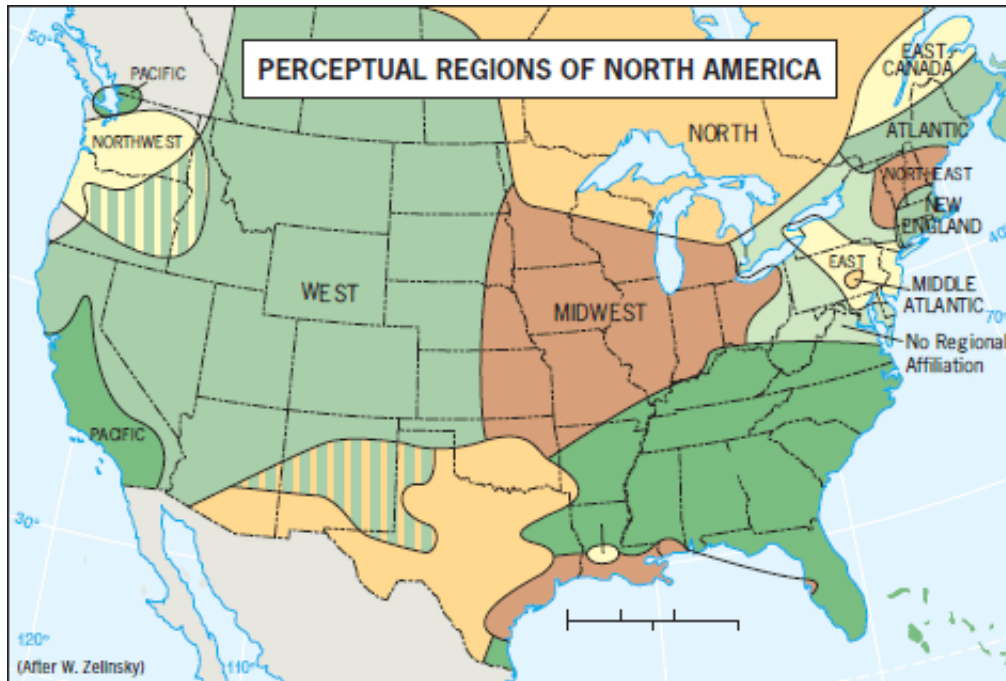 50°
PERCEPTUAL REGIONS OF NORTH AMERICA
PACIFIC
EAST-
CANADA
NORTHWEST
NORTH
ATLANTIC
NORTHEAST
NEW
ENGLAND
40°
EAST
MIDDLE
ATLANTIC
70°
WEST
MIDWEST
No Regional
Affiliation
PACIFIC
30°
120°
110°
(After W. Zelinsky)